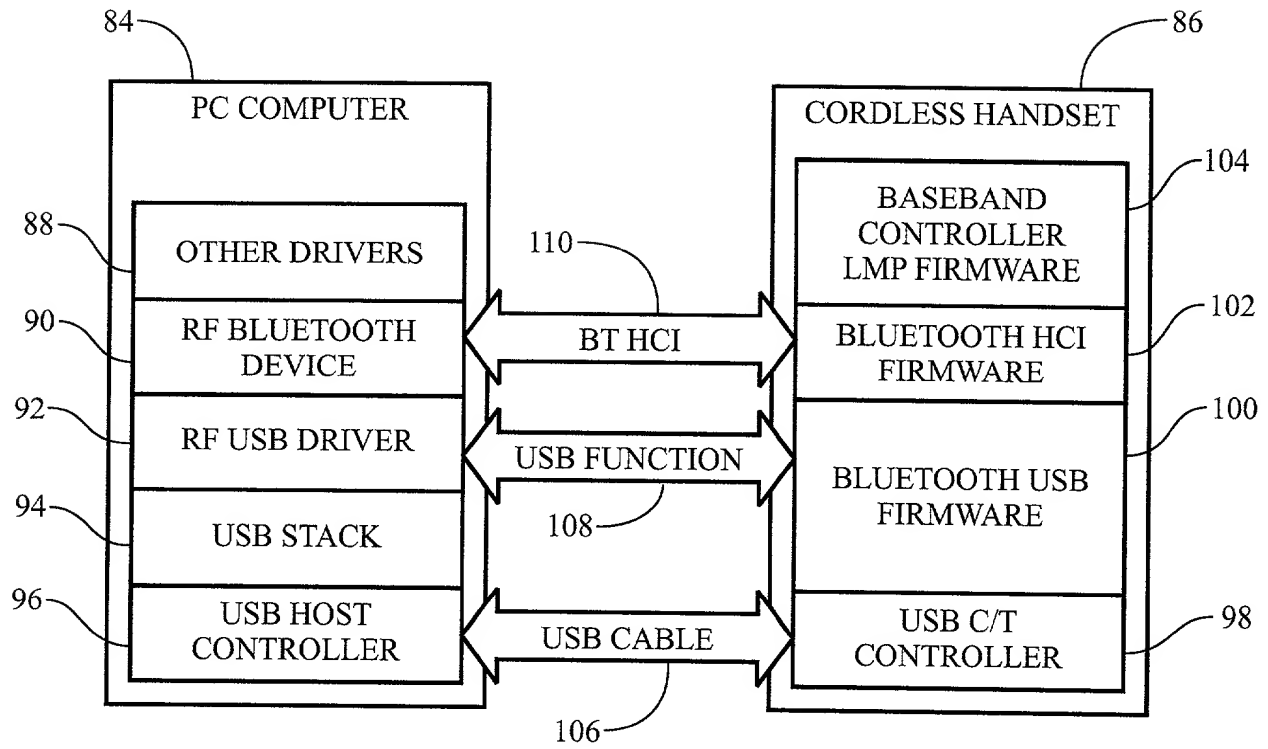 84
86
PC COMPUTER
CORDLESS HANDSET
88
OTHER DRIVERS
90
RF BLUETOOTH
DEVICE
92
RF USB DRIVER
94
USB STACK
96
USB HOST
CONTROLLER
110
BT HCI
USB FUNCTION
108
USB CABLE
106
104
BASEBAND
CONTROLLER
LMP FIRMWARE
102
BLUETOOTH HCI
FIRMWARE
100
BLUETOOTH USB
FIRMWARE
98
USB C/T
CONTROLLER